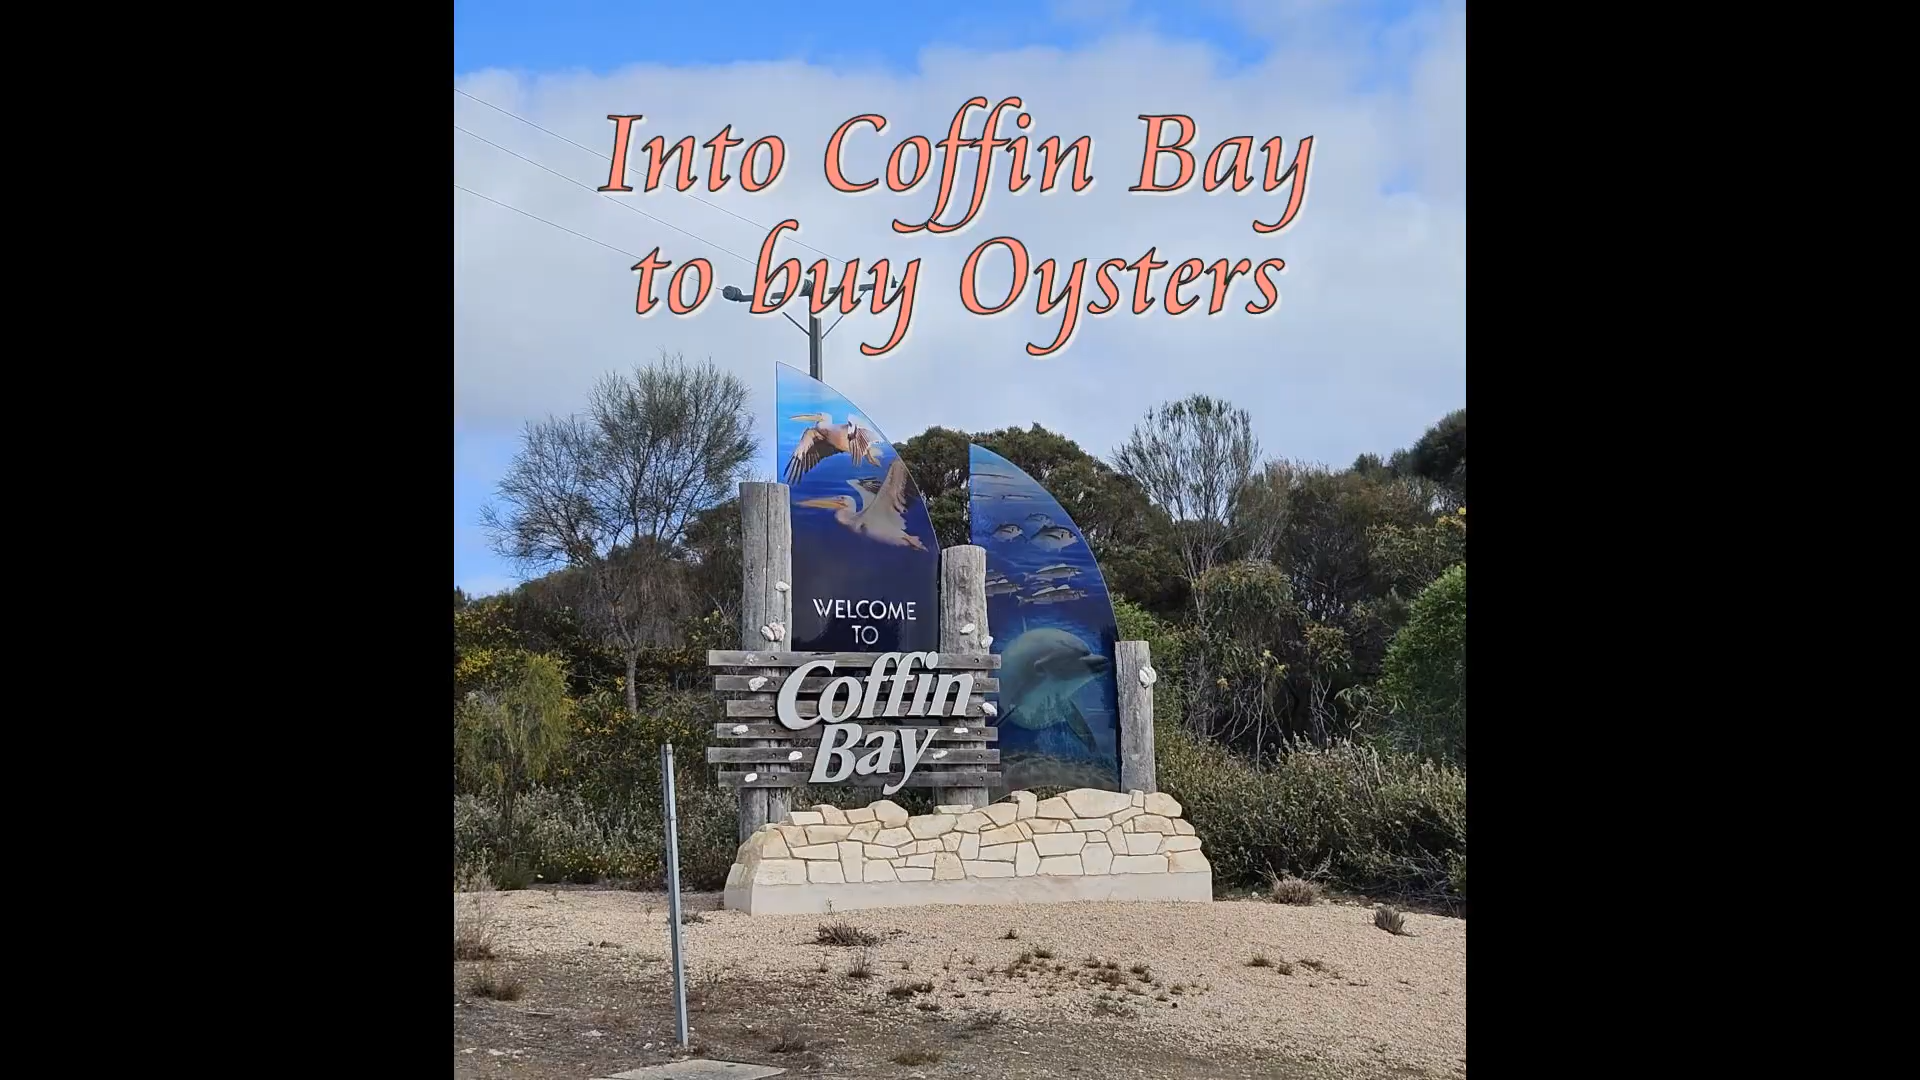 Into Coffin Bay
to buy Oysters
WELCOME
TO
Coffin
Bay